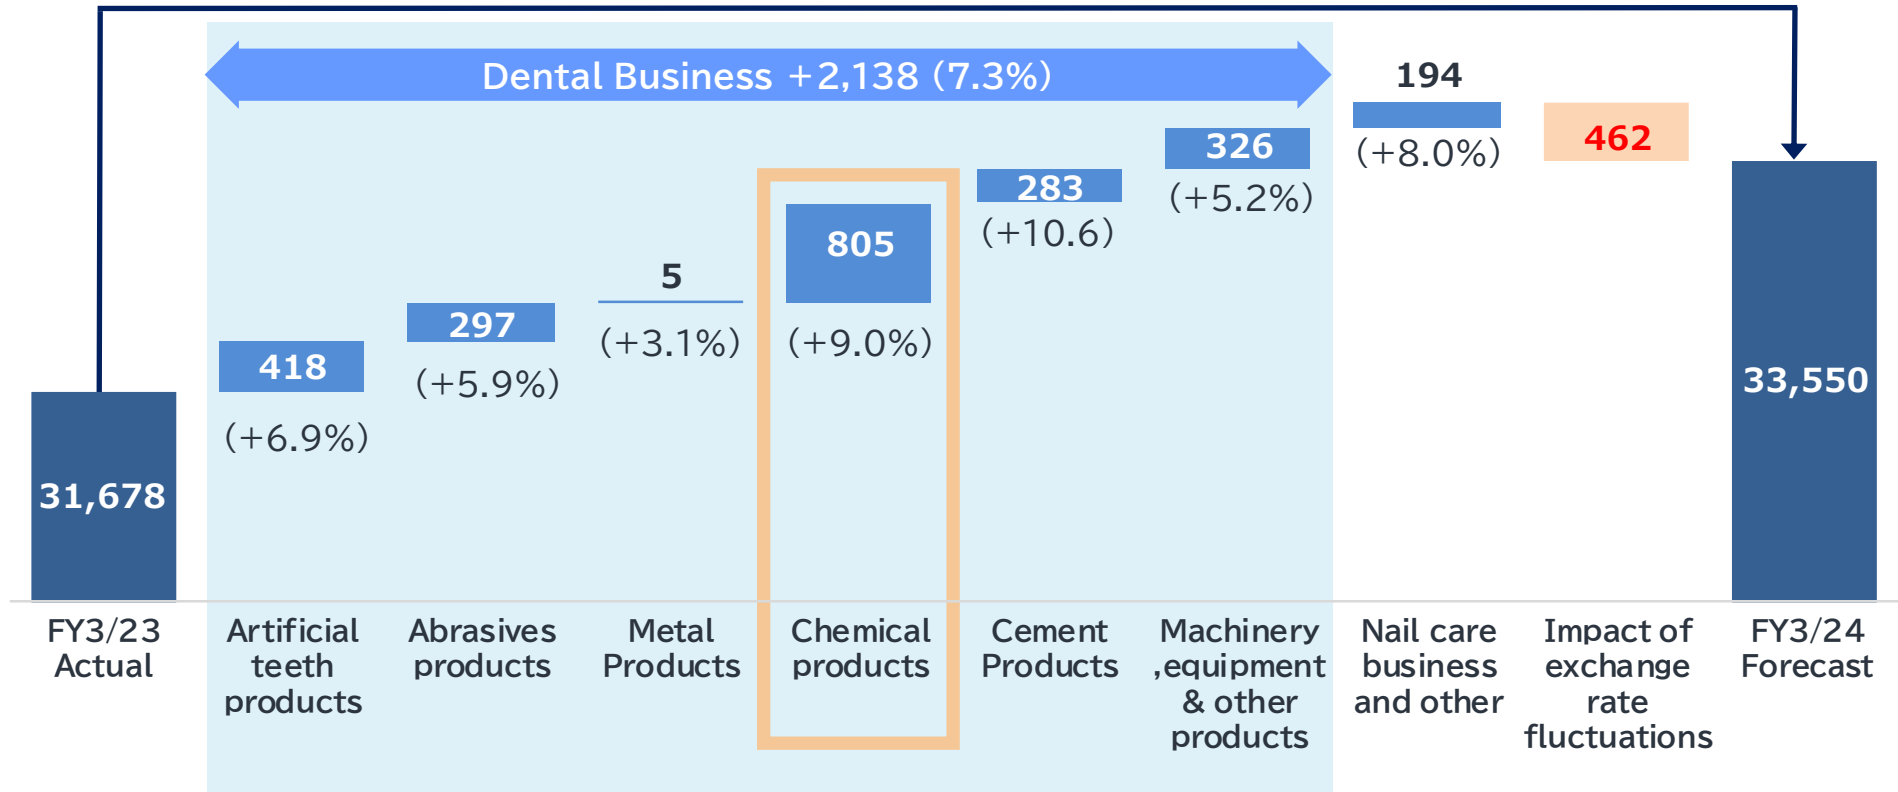 Dental Business +2,138 (7.3%)
31,678
418
(+6.9%)
297
(+5.9%)
5
(+3.1%)
805
(+9.0%)
283
(+10.6)
326
(+5.2%)
194
(+8.0%)
462
33,550
FY3/23
Actual
Artificial
teeth
products
Abrasives
products
Metal
Products
Chemical
products
Cement
Products
Machinery
,equipment
& other
products
Nail care
business
and other
Impact of
exchange
rate
fluctuations
FY3/24
Forecast